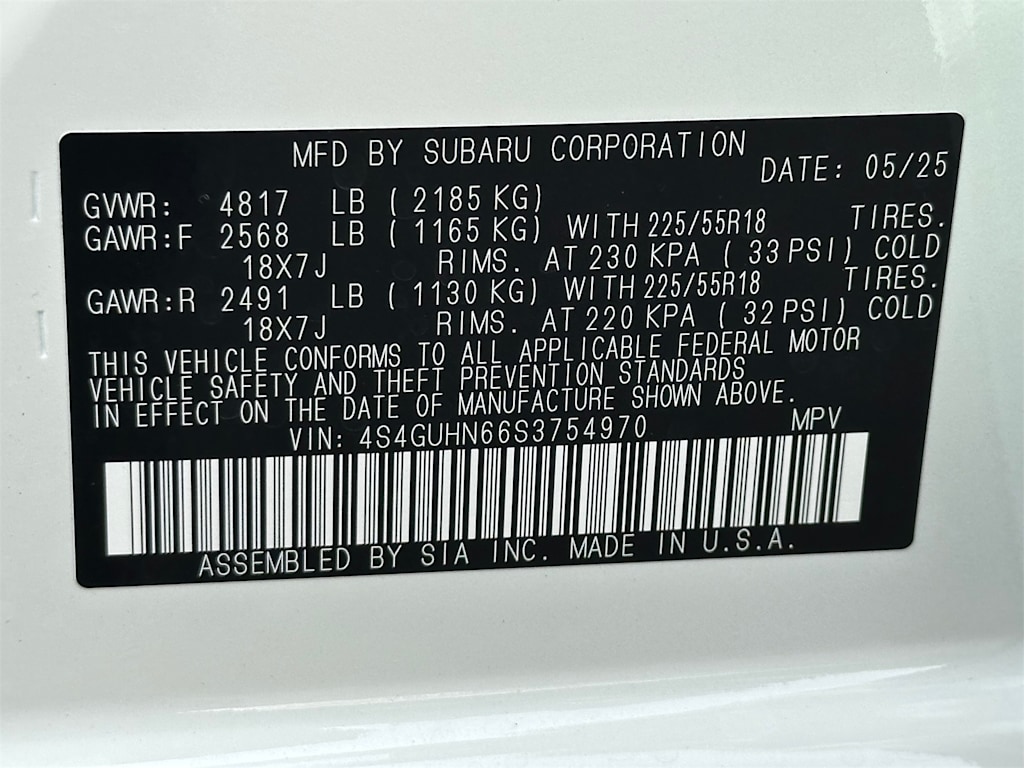 MFD BY SUBARU CORPORATION
DATE: 05/25
GVWR: 4817 LB ( 2185 KG)
GAWR:F 2568 LB ( 1165 KG) WITH 225/55R18 TIRES.
18X7J RIMS. AT 230 KPA ( 33 PSI) COLD
GAWR:R 2491 LB ( 1130 KG) WITH 225/55R18 TIRES.
18X7J RIMS. AT 220 KPA ( 32 PSI) COLD
THIS VEHICLE CONFORMS TO ALL APPLICABLE FEDERAL MOTOR
VEHICLE SAFETY AND THEFT PREVENTION STANDARDS
IN EFFECT ON THE DATE OF MANUFACTURE SHOWN ABOVE.
VIN: 4S4GUHN66S3754970 MPV
ASSEMBLED BY SIA INC. MADE IN U.S.A.